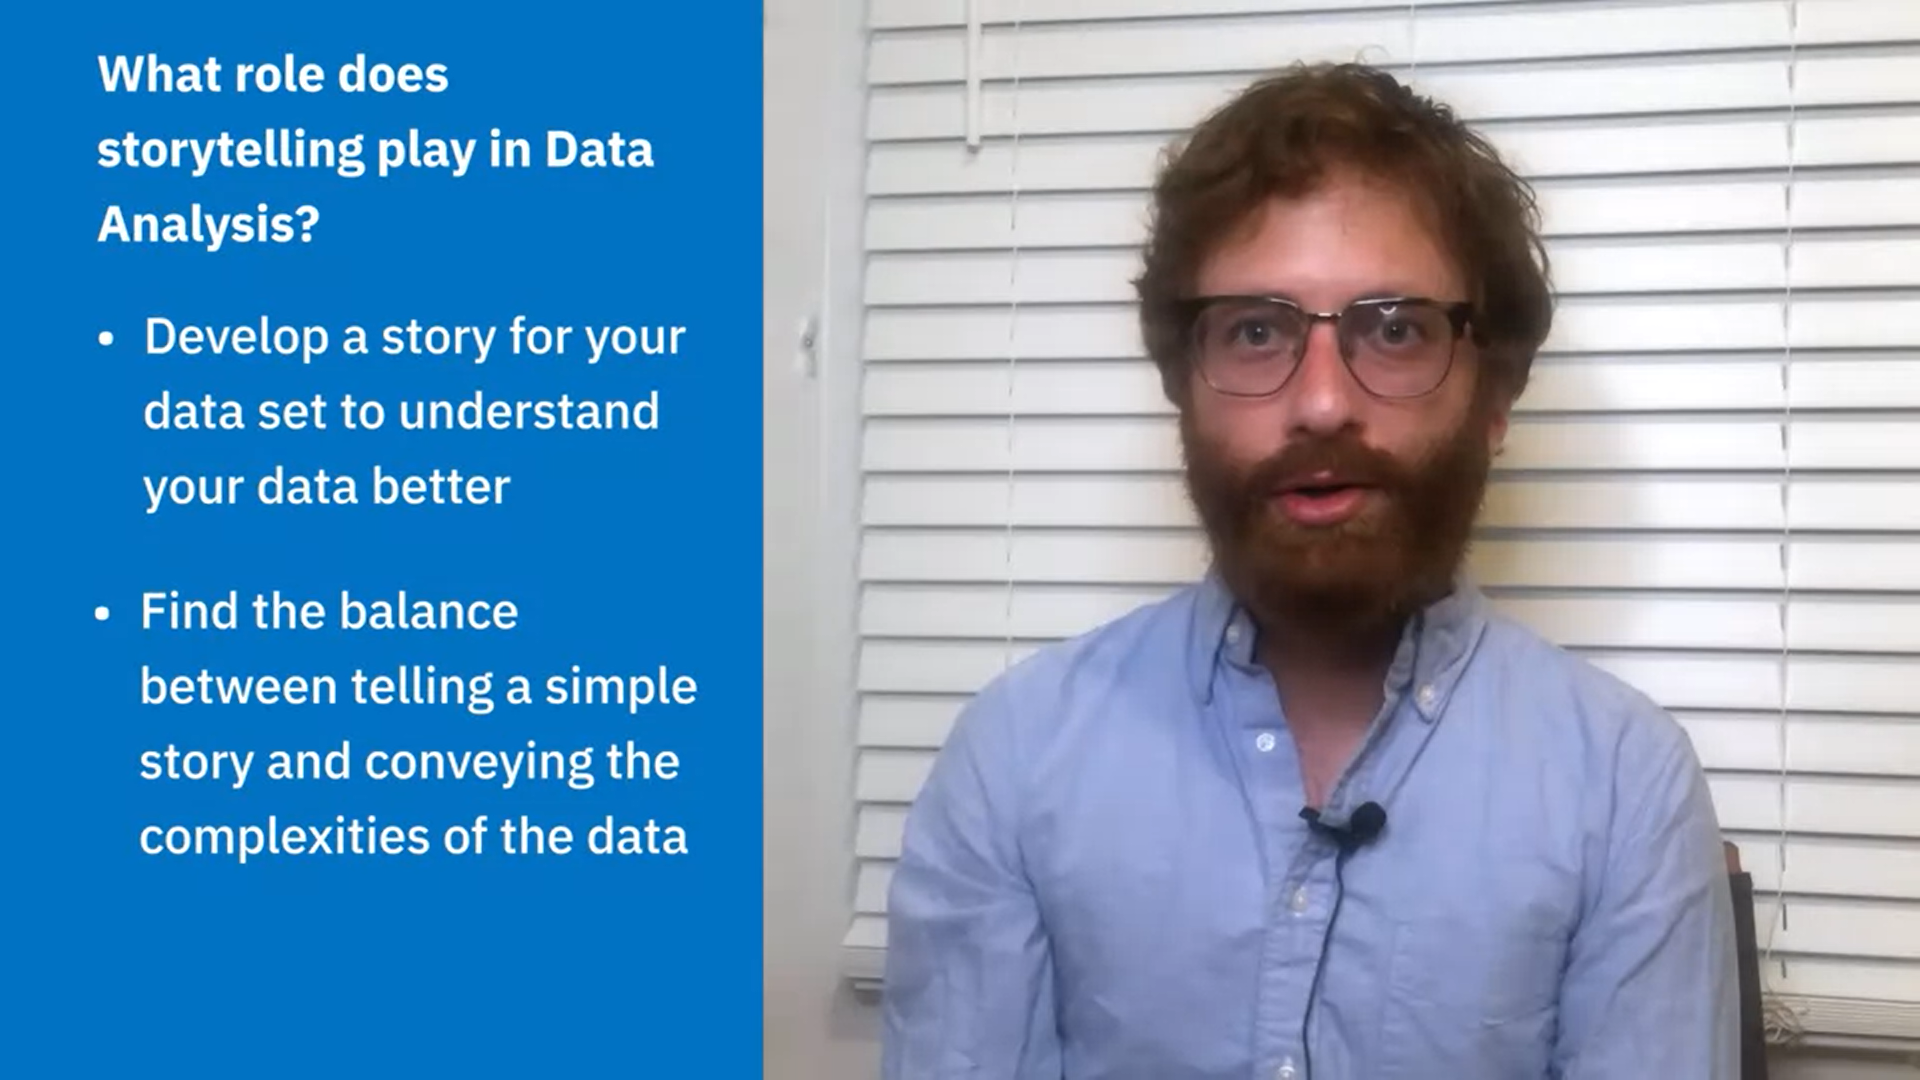 What role does
storytelling play in Data
Analysis?
• Develop a story for your
data set to understand
your data better
• Find the balance
between telling a simple
story and conveying the
complexities of the data